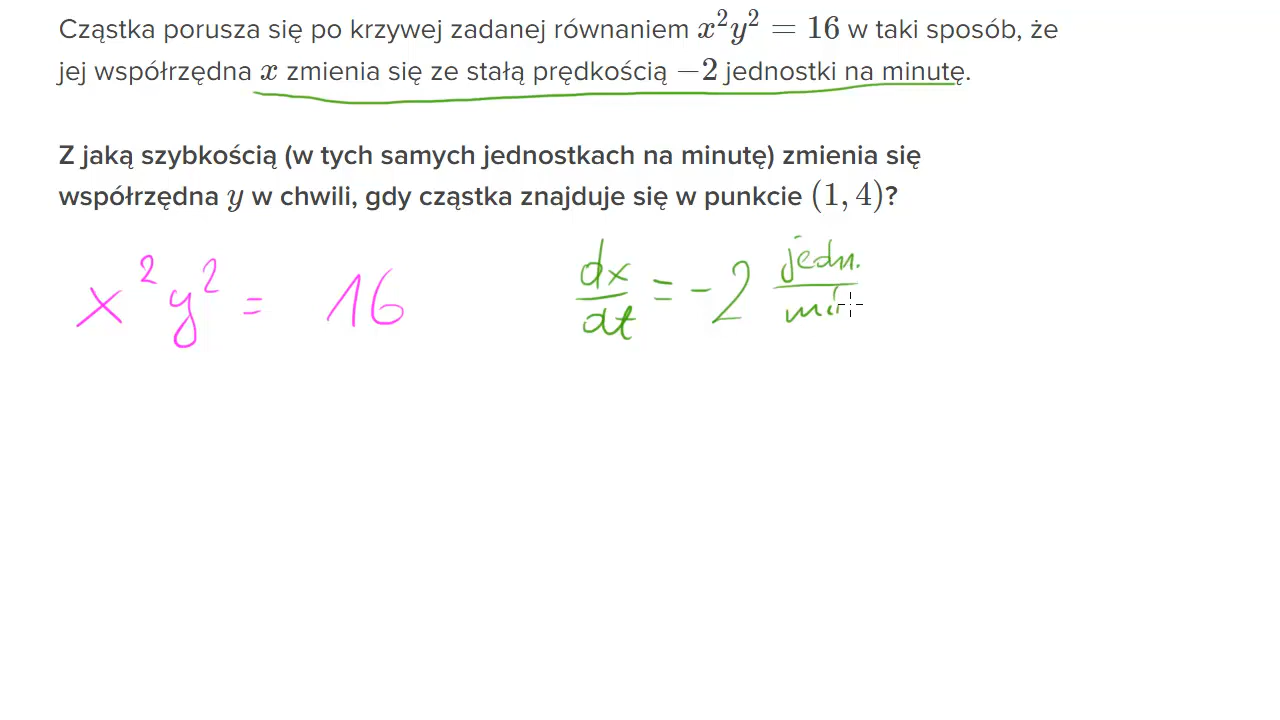 Cząstka porusza się po krzywej zadanej równaniem x²y² = 16 w taki sposób, że
jej współrzędna x zmienia się ze stałą prędkością −2 jednostki na minutę.
Z jaką szybkością (w tych samych jednostkach na minutę) zmienia się
współrzędna y w chwili, gdy cząstka znajduje się w punkcie (1, 4)?
x²y² = 16
dx/dt = -2 jedn./mi